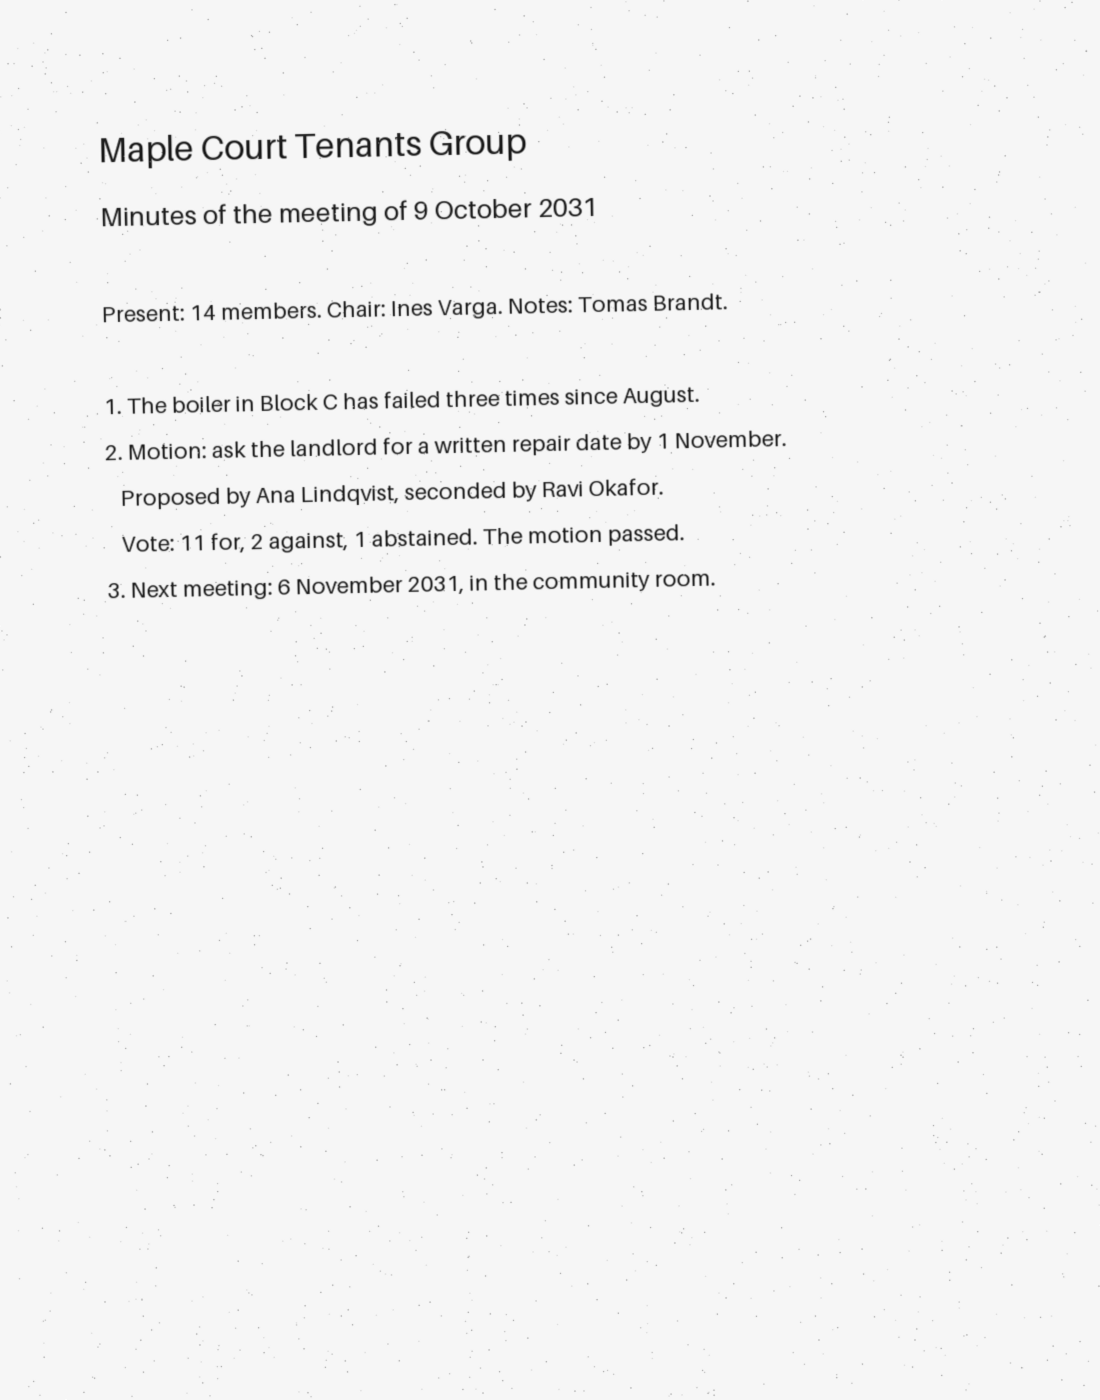 Maple Court Tenants Group
Minutes of the meeting of 9 October 2031
Present: 14 members. Chair: Ines Varga. Notes: Tomas Brandt.
1. The boiler in Block C has failed three times since August.
2. Motion: ask the landlord for a written repair date by 1 November.
Proposed by Ana Lindqvist, seconded by Ravi Okafor.
Vote: 11 for, 2 against, 1 abstained. The motion passed.
3. Next meeting: 6 November 2031, in the community room.